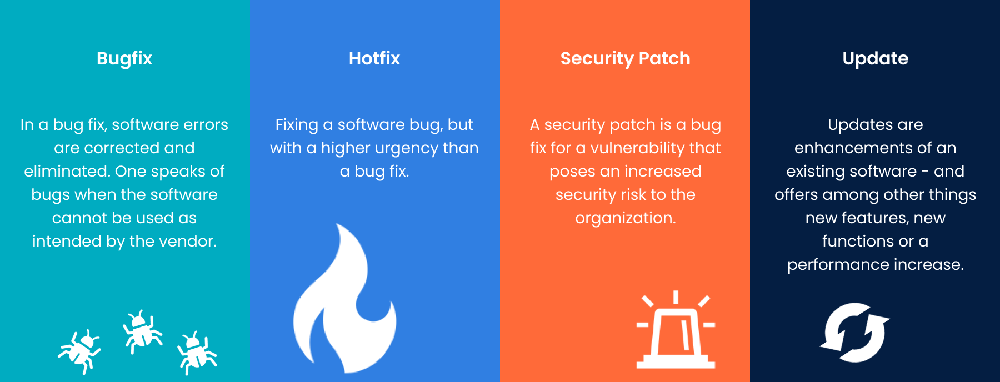 Bugfix
In a bug fix, software errors
are corrected and
eliminated. One speaks of
bugs when the software
cannot be used as
intended by the vendor.
Hotfix
Fixing a software bug, but
with a higher urgency than
a bug fix.
Security Patch
A security patch is a bug
fix for a vulnerability that
poses an increased
security risk to the
organization.
Update
Updates are
enhancements of an
existing software - and
offers among other things
new features, new
functions or a
performance increase.